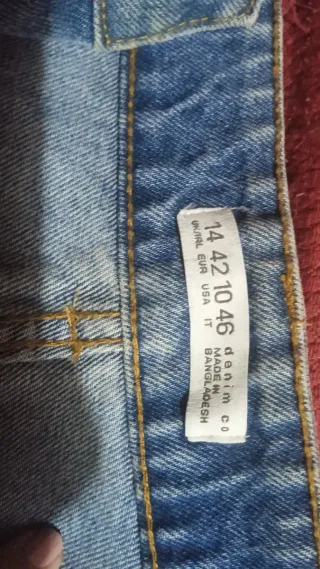 14 42 10 46
UK/IRL EUR USA IT
denim co
MADE IN
BANGLADESH